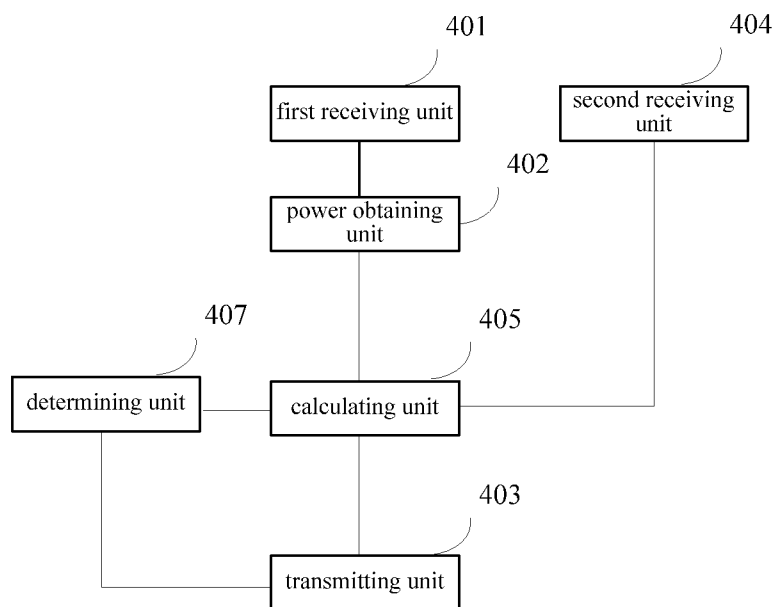 401
404
first receiving unit
second receiving
unit
402
power obtaining
unit
407
405
determining unit
calculating unit
403
transmitting unit